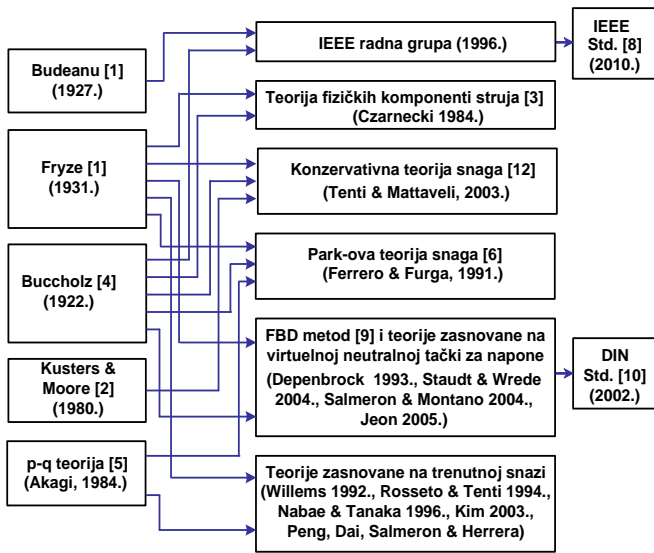 Budeanu [1]
(1927.)
Fryze [1]
(1931.)
Buccholz [4]
(1922.)
Kusters &
Moore [2]
(1980.)
p-q teorija [5]
(Akagi, 1984.)
IEEE radna grupa (1996.)
Teorija fizičkih komponenti struja [3]
(Czarnecki 1984.)
Konzervativna teorija snaga [12]
(Tenti & Mattaveli, 2003.)
Park-ova teorija snaga [6]
(Ferrero & Furga, 1991.)
FBD metod [9] i teorije zasnovane na
virtuelnoj neutralnoj tački za napone
(Depenbrock 1993., Staudt & Wrede
2004., Salmeron & Montano 2004.,
Jeon 2005.)
Teorije zasnovane na trenutnoj snazi
(Willems 1992., Rosseto & Tenti 1994.,
Nabae & Tanaka 1996., Kim 2003.,
Peng, Dai, Salmeron & Herrera)
IEEE
Std. [8]
(2010.)
DIN
Std. [10]
(2002.)